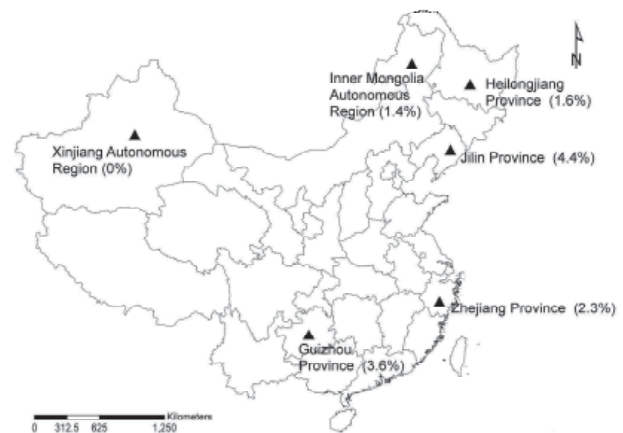 N
Inner Mongolia
Autonomous
Region (1.4%)
Heilongjiang
Province (1.6%)
Xinjiang Autonomous
Region (0%)
Jilin Province (4.4%)
Zhejiang Province (2.3%)
Guizhou
Province (3.6%)
Kilometers
0 312.5 625 1,250